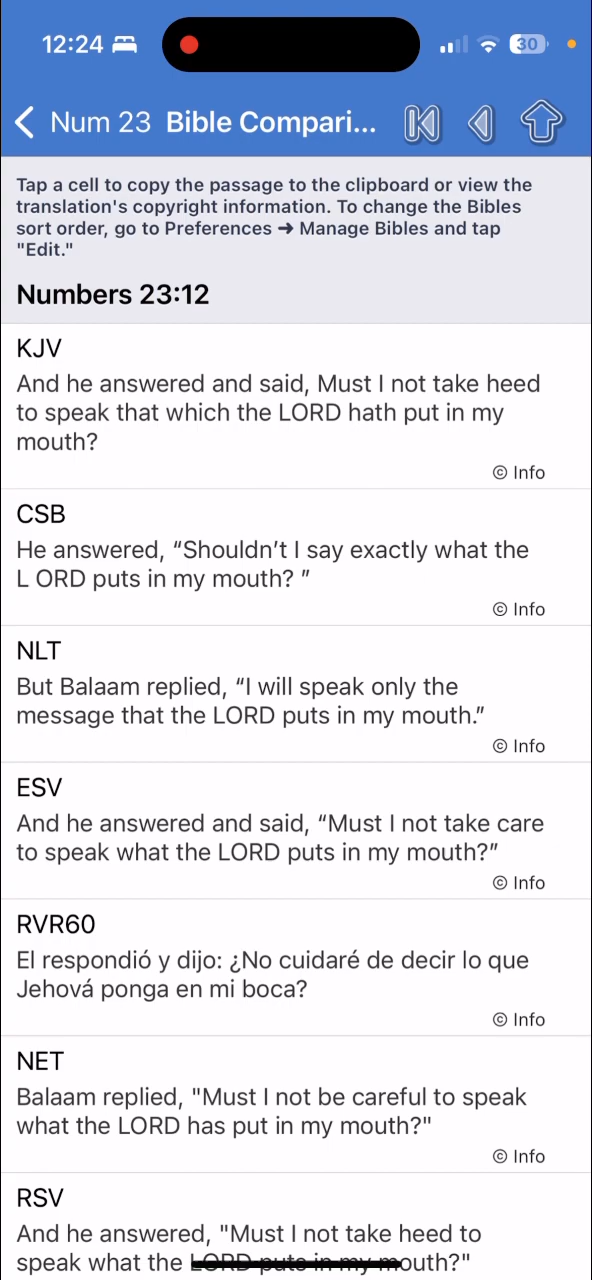 12:24
30
Num 23 Bible Compari...
Tap a cell to copy the passage to the clipboard or view the
translation's copyright information. To change the Bibles
sort order, go to Preferences ➔ Manage Bibles and tap
"Edit."
Numbers 23:12
KJV
And he answered and said, Must I not take heed
to speak that which the LORD hath put in my
mouth?
© Info
CSB
He answered, “Shouldn’t I say exactly what the
L ORD puts in my mouth? ”
© Info
NLT
But Balaam replied, “I will speak only the
message that the LORD puts in my mouth.”
© Info
ESV
And he answered and said, “Must I not take care
to speak what the LORD puts in my mouth?”
© Info
RVR60
El respondió y dijo: ¿No cuidaré de decir lo que
Jehová ponga en mi boca?
© Info
NET
Balaam replied, "Must I not be careful to speak
what the LORD has put in my mouth?"
© Info
RSV
And he answered, "Must I not take heed to
speak what the LORD puts in my mouth?"